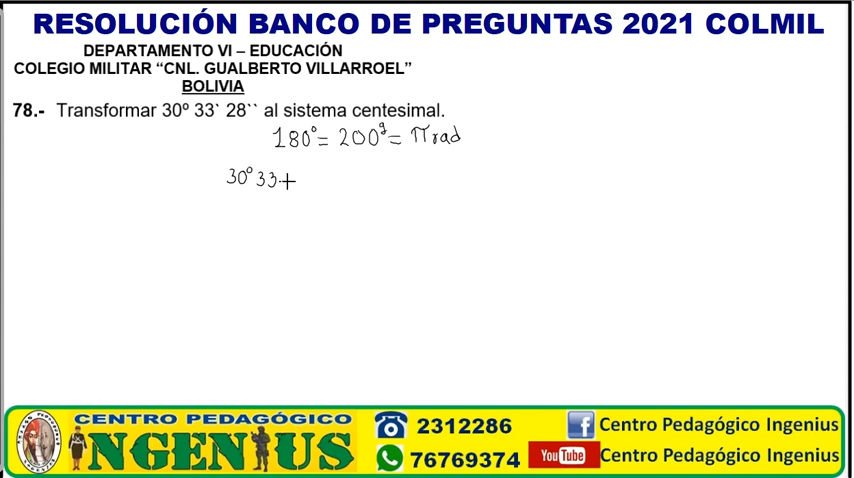 RESOLUCIÓN BANCO DE PREGUNTAS 2021 COLMIL
DEPARTAMENTO VI – EDUCACIÓN
COLEGIO MILITAR “CNL. GUALBERTO VILLARROEL”
BOLIVIA
78.- Transformar 30º 33` 28`` al sistema centesimal.
180° = 200^g = π rad
30° 33
CENTRO PEDAGÓGICO
INGENIUS
2312286
76769374
Centro Pedagógico Ingenius
YouTube Centro Pedagógico Ingenius